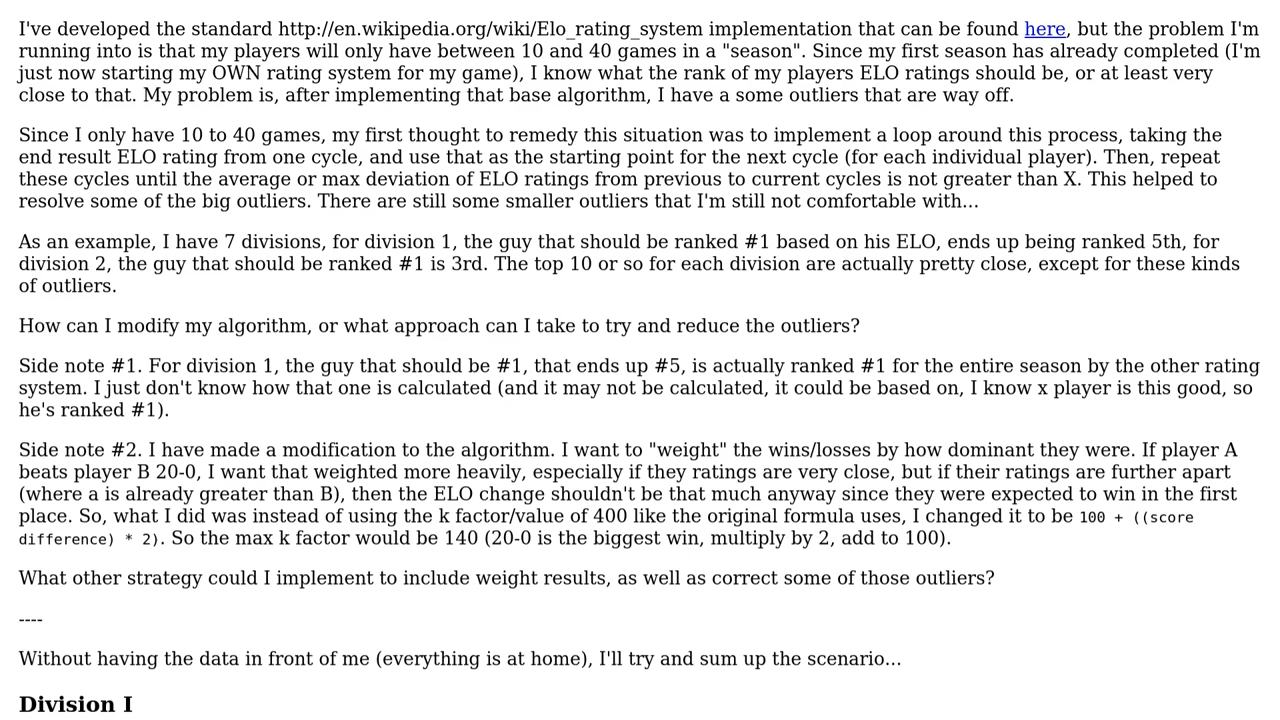 I've developed the standard http://en.wikipedia.org/wiki/Elo_rating_system implementation that can be found here, but the problem I'm
running into is that my players will only have between 10 and 40 games in a "season". Since my first season has already completed (I'm
just now starting my OWN rating system for my game), I know what the rank of my players ELO ratings should be, or at least very
close to that. My problem is, after implementing that base algorithm, I have a some outliers that are way off.
Since I only have 10 to 40 games, my first thought to remedy this situation was to implement a loop around this process, taking the
end result ELO rating from one cycle, and use that as the starting point for the next cycle (for each individual player). Then, repeat
these cycles until the average or max deviation of ELO ratings from previous to current cycles is not greater than X. This helped to
resolve some of the big outliers. There are still some smaller outliers that I'm still not comfortable with...
As an example, I have 7 divisions, for division 1, the guy that should be ranked #1 based on his ELO, ends up being ranked 5th, for
division 2, the guy that should be ranked #1 is 3rd. The top 10 or so for each division are actually pretty close, except for these kinds
of outliers.
How can I modify my algorithm, or what approach can I take to try and reduce the outliers?
Side note #1. For division 1, the guy that should be #1, that ends up #5, is actually ranked #1 for the entire season by the other rating
system. I just don't know how that one is calculated (and it may not be calculated, it could be based on, I know x player is this good, so
he's ranked #1).
Side note #2. I have made a modification to the algorithm. I want to "weight" the wins/losses by how dominant they were. If player A
beats player B 20-0, I want that weighted more heavily, especially if they ratings are very close, but if their ratings are further apart
(where a is already greater than B), then the ELO change shouldn't be that much anyway since they were expected to win in the first
place. So, what I did was instead of using the k factor/value of 400 like the original formula uses, I changed it to be 100 + ((score
difference) * 2). So the max k factor would be 140 (20-0 is the biggest win, multiply by 2, add to 100).
What other strategy could I implement to include weight results, as well as correct some of those outliers?
----
Without having the data in front of me (everything is at home), I'll try and sum up the scenario...
Division I